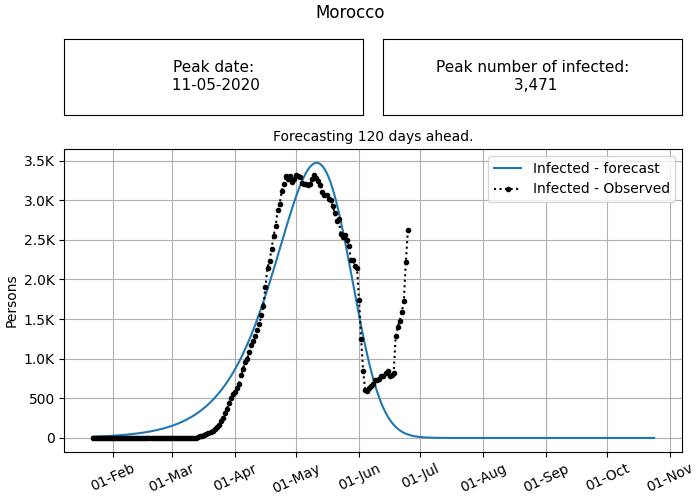 Morocco
Peak date:
11-05-2020
Peak number of infected:
3,471
Forecasting 120 days ahead.
3.5K
3.0K
2.5K
2.0K
1.5K
1.0K
500
0
Persons
Infected - forecast
Infected - Observed
01-Feb
01-Mar
01-Apr
01-May
01-Jun
01-Jul
01-Aug
01-Sep
01-Oct
01-Nov